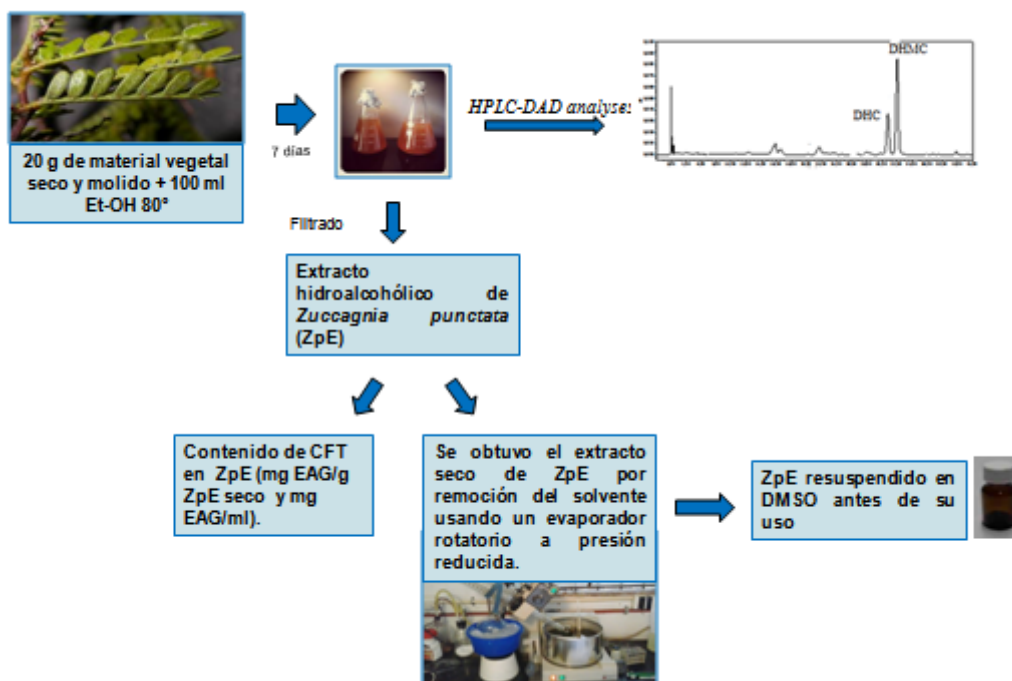 20 g de material vegetal
seco y molido + 100 ml
Et-OH 80°
7 días
HPLC-DAD analyses
DHMC
DHC
Filtrado
Extracto
hidroalcohólico de
Zuccagnia punctata
(ZpE)
Contenido de CFT
en ZpE (mg EAG/g
ZpE seco y mg
EAG/ml).
Se obtuvo el extracto
seco de ZpE por
remoción del solvente
usando un evaporador
rotatorio a presión
reducida.
ZpE resuspendido en
DMSO antes de su
uso